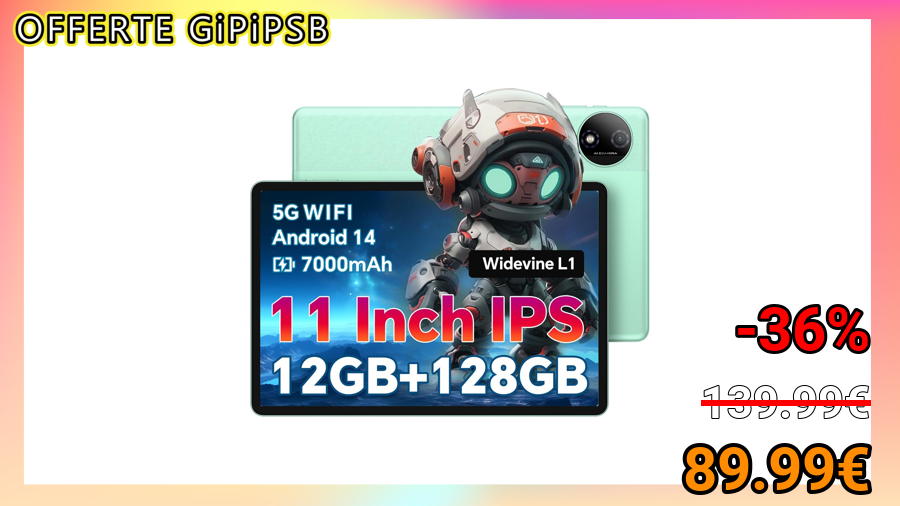 OFFERTE GiPiPSB
5G WIFI
Android 14
7000mAh
Widevine L1
11 Inch IPS
12GB+128GB
-36%
139.99€
89.99€